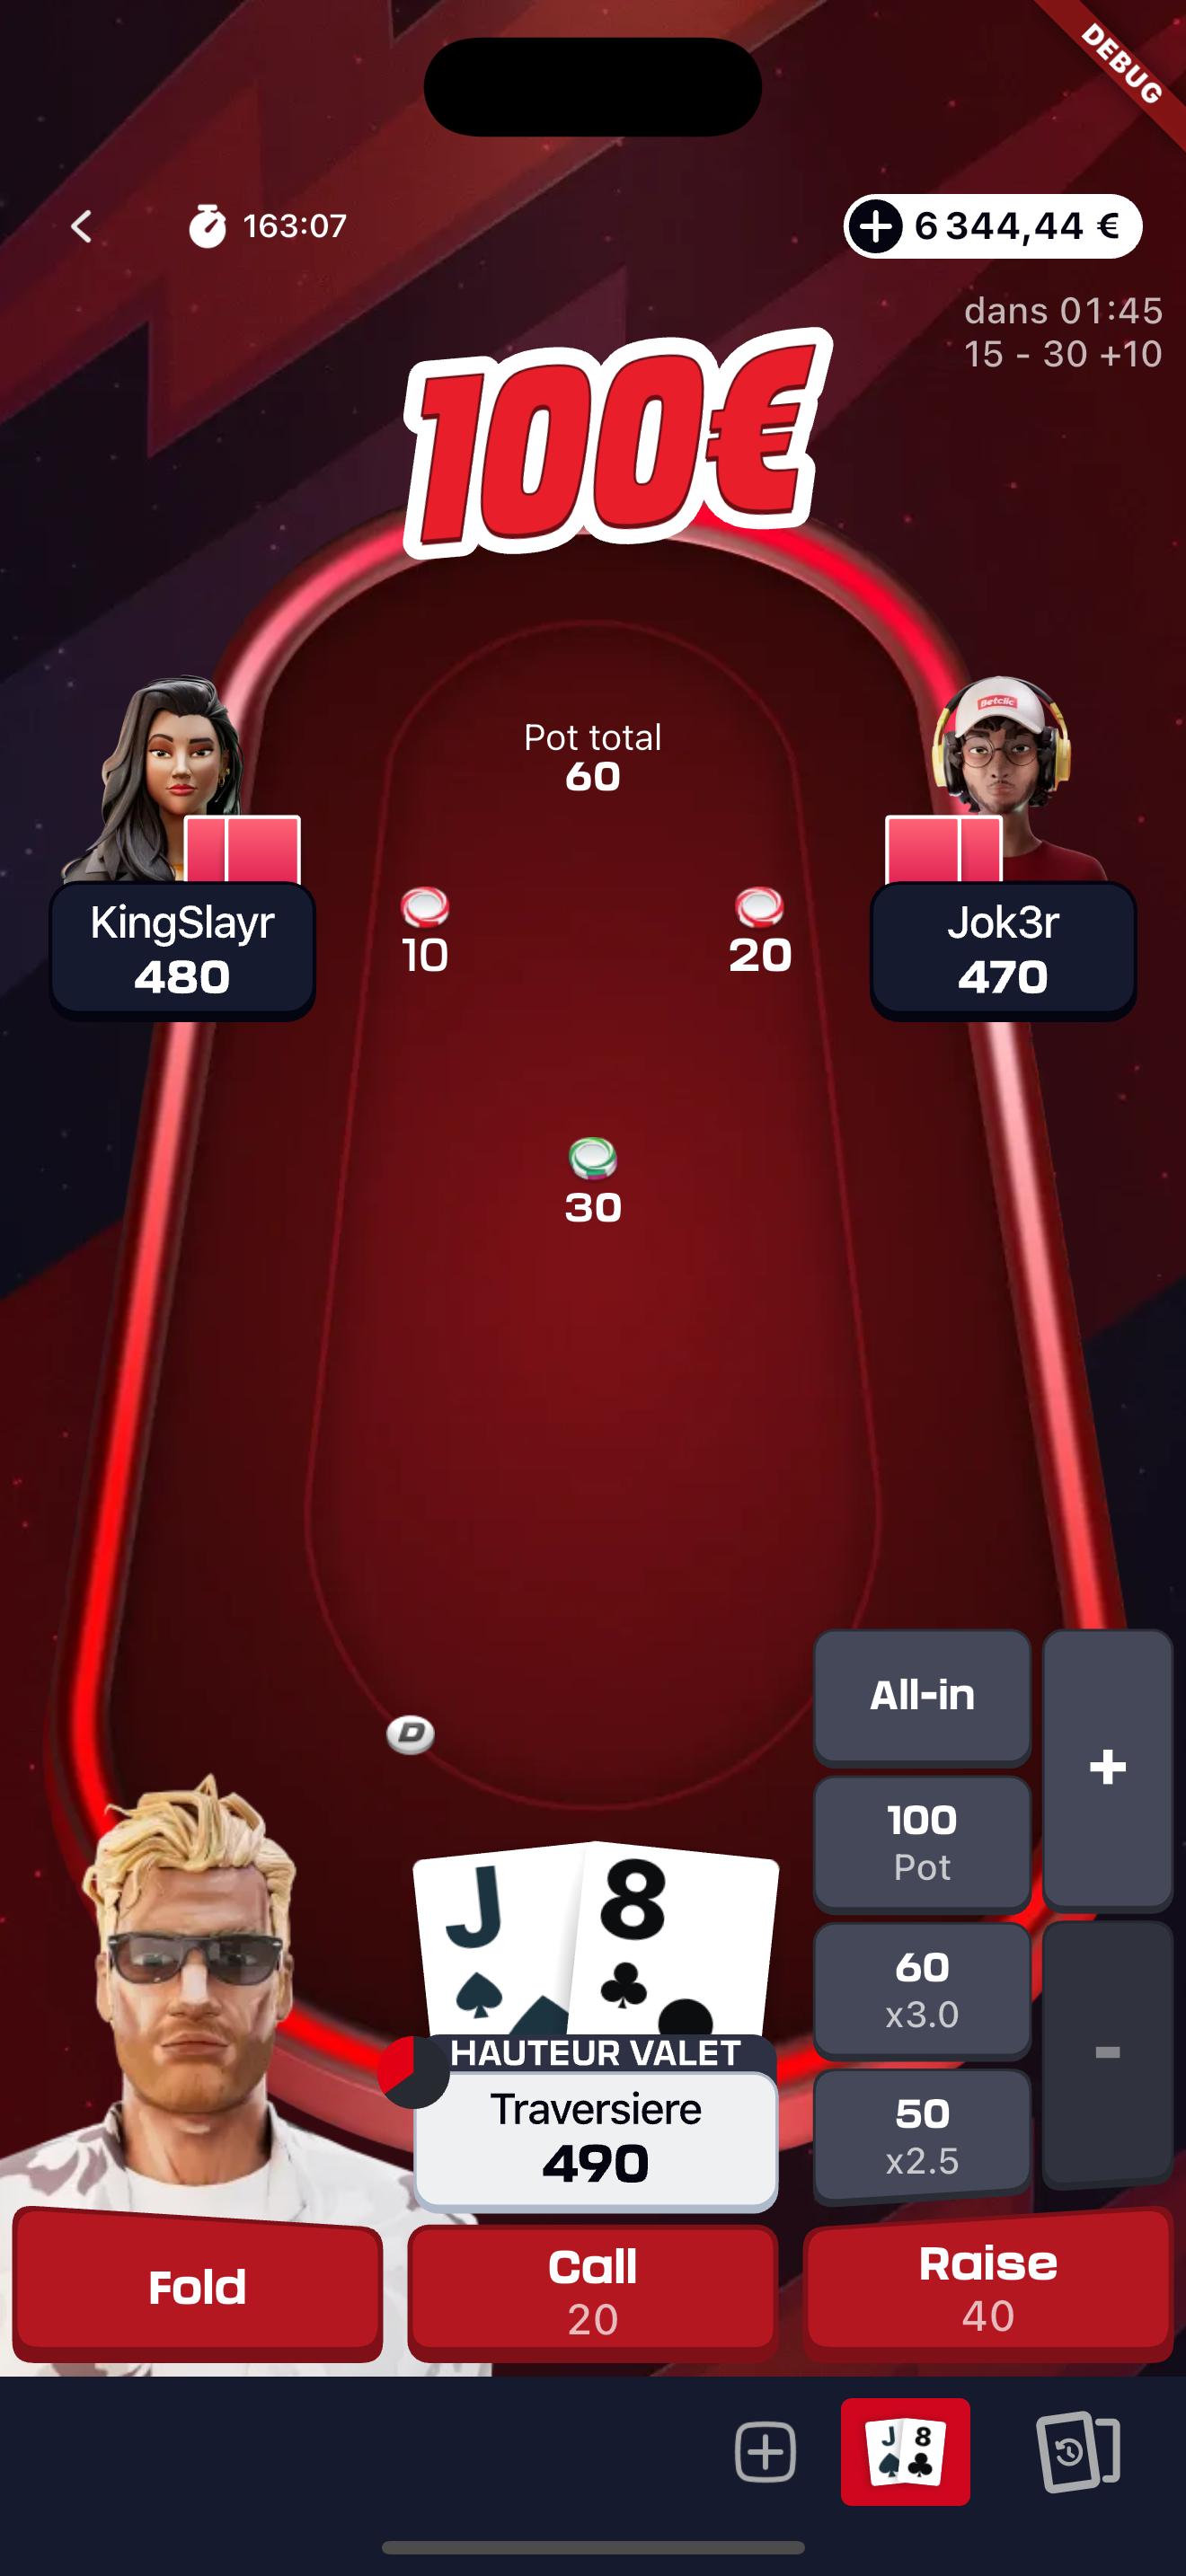 DEBUG
163:07
6 344,44 €
dans 01:45
15 - 30 +10
100€
Pot total
60
Betclic
KingSlayr
480
10
20
Jok3r
470
30
D
All-in
+
100
Pot
60
x3.0
-
50
x2.5
J
8
HAUTEUR VALET
Traversiere
490
Fold
Call
20
Raise
40
J
8